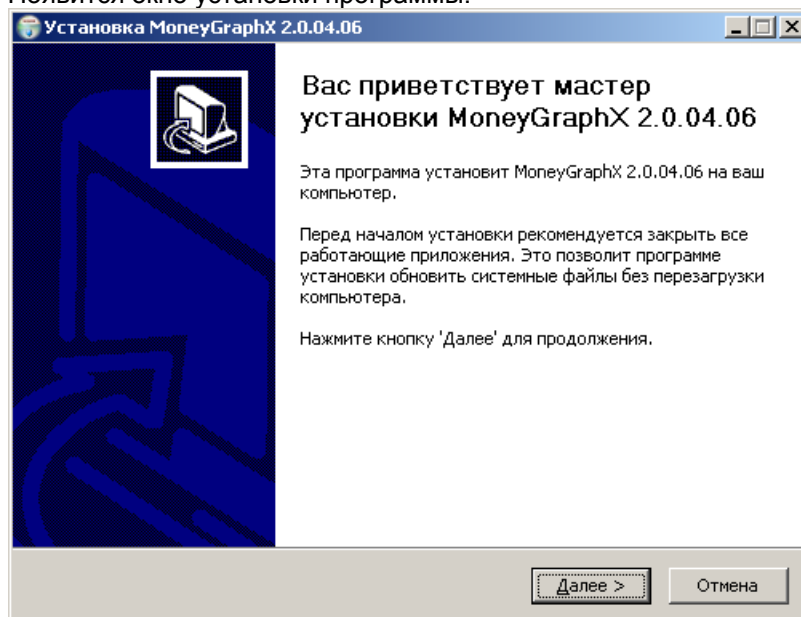 Появится окно установки программы.
Установка MoneyGraphX 2.0.04.06
Вас приветствует мастер
установки MoneyGraphX 2.0.04.06
Эта программа установит MoneyGraphX 2.0.04.06 на ваш
компьютер.
Перед началом установки рекомендуется закрыть все
работающие приложения. Это позволит программе
установки обновить системные файлы без перезагрузки
компьютера.
Нажмите кнопку 'Далее' для продолжения.
Далее >
Отмена